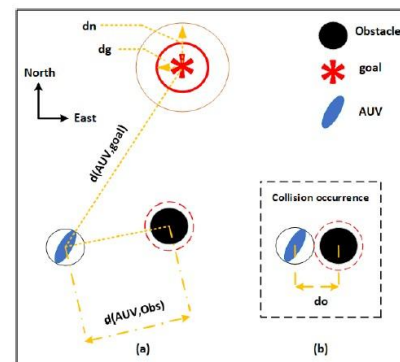 dn
dg
North
East
d(AUV,goal)
d(AUV,Obs)
(a)
Obstacle
goal
AUV
Collision occurrence
do
(b)